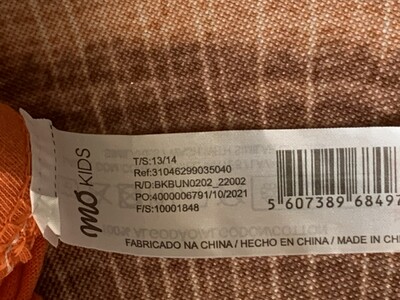 mo KIDS
T/S:13/14
Ref:31046299035040
R/D:BKBUN0202_22002
PO:4000006791/10/2021
F/S:10001848
5 607389 68497
FABRICADO NA CHINA / HECHO EN CHINA / MADE IN CHI